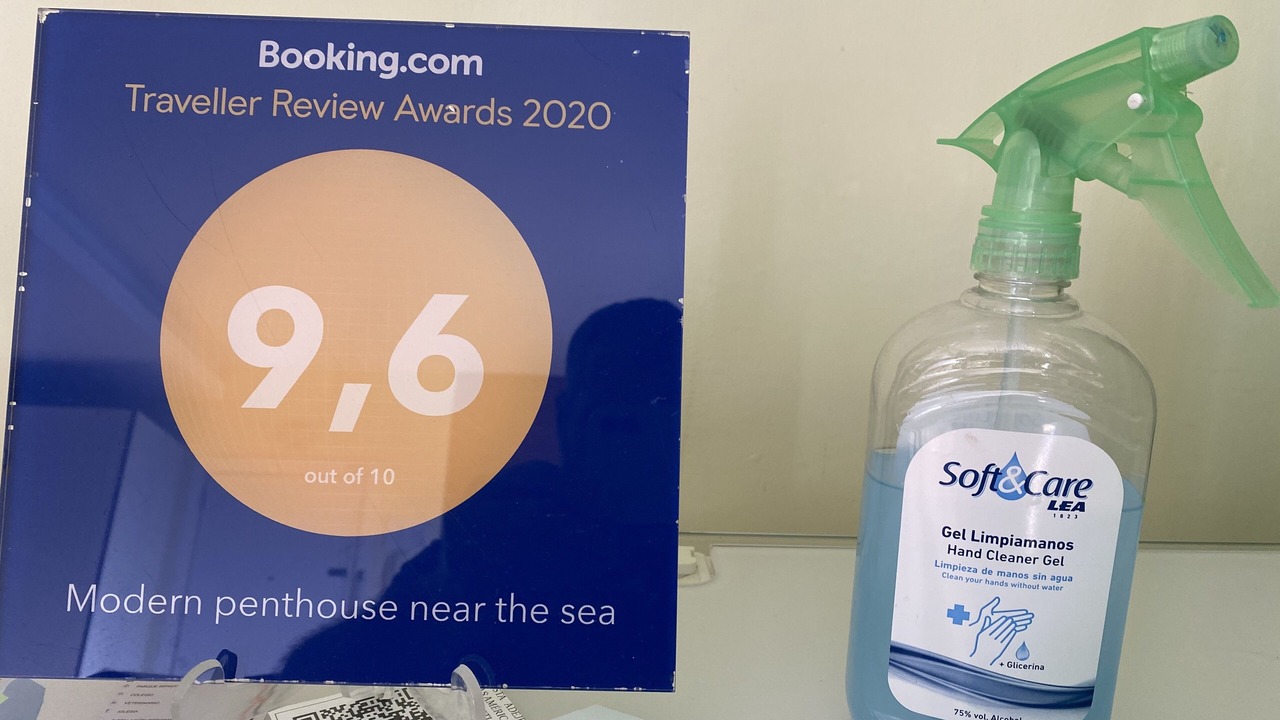 Booking.com
Traveller Review Awards 2020
9,6
out of 10
Modern penthouse near the sea
Soft&Care
LEA
1823
Gel Limpiamanos
Hand Cleaner Gel
Limpieza de manos sin agua
Clean your hands without water
+ Glicerina
75% vol. Alcohol